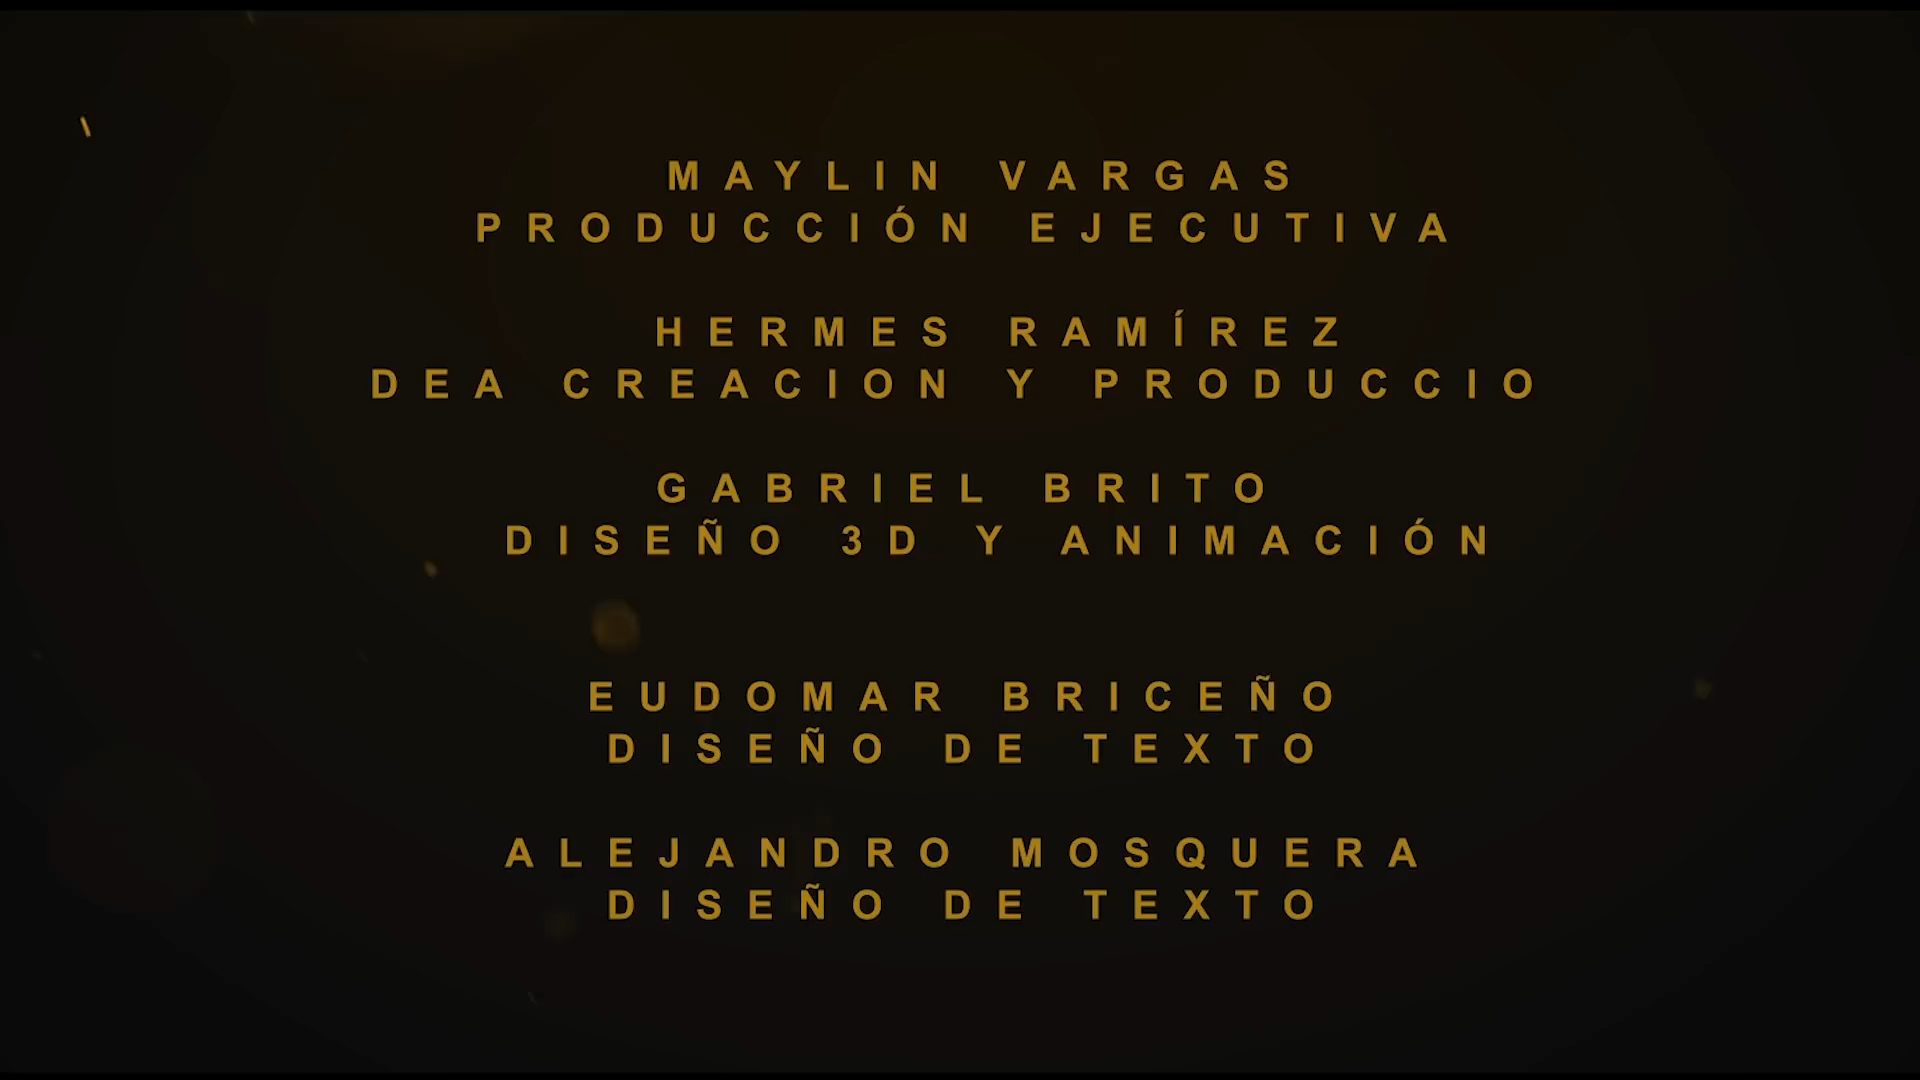 MAYLIN VARGAS
PRODUCCIÓN EJECUTIVA
HERMES RAMÍREZ
DEA CREACION Y PRODUCCIO
GABRIEL BRITO
DISEÑO 3D Y ANIMACIÓN
EUDOMAR BRICEÑO
DISEÑO DE TEXTO
ALEJANDRO MOSQUERA
DISEÑO DE TEXTO